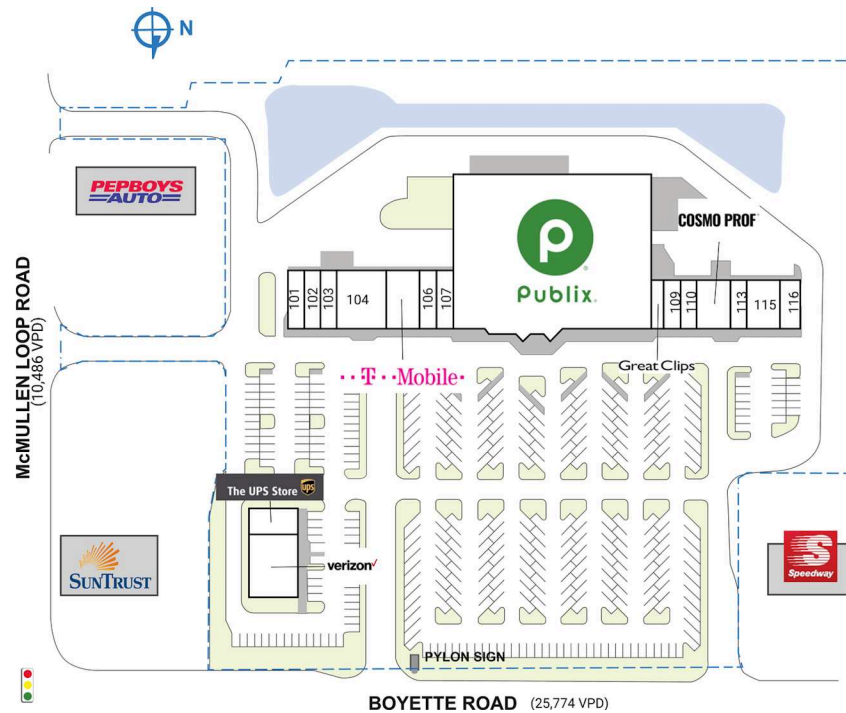 N
PEPBOYS
AUTO
COSMO PROF
P
Publix.
McMULLEN LOOP ROAD
(10,486 VPD)
101
102
103
104
106
107
109
110
113
115
116
T Mobile
Great Clips
The UPS Store
ups
SUNTRUST
verizon
S
Speedway
PYLON SIGN
BOYETTE ROAD (25,774 VPD)